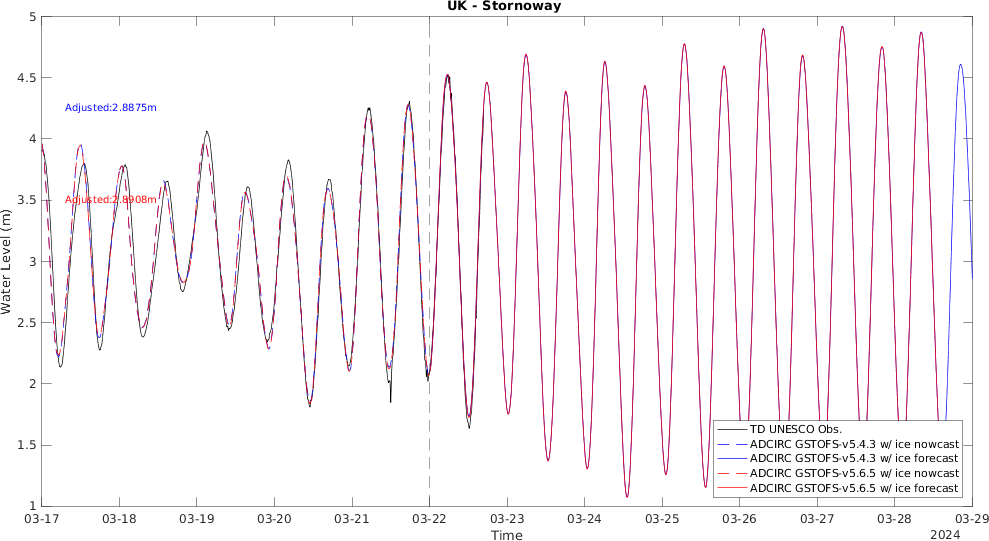 UK - Stornoway
5
4.5
4
3.5
3
2.5
2
1.5
1
Water Level (m)
Adjusted:2.8875m
Adjusted:2.8908m
TD UNESCO Obs.
ADCIRC GSTOFS-v5.4.3 w/ ice nowcast
ADCIRC GSTOFS-v5.4.3 w/ ice forecast
ADCIRC GSTOFS-v5.6.5 w/ ice nowcast
ADCIRC GSTOFS-v5.6.5 w/ ice forecast
03-17 03-18 03-19 03-20 03-21 03-22 03-23 03-24 03-25 03-26 03-27 03-28 03-29
Time
2024